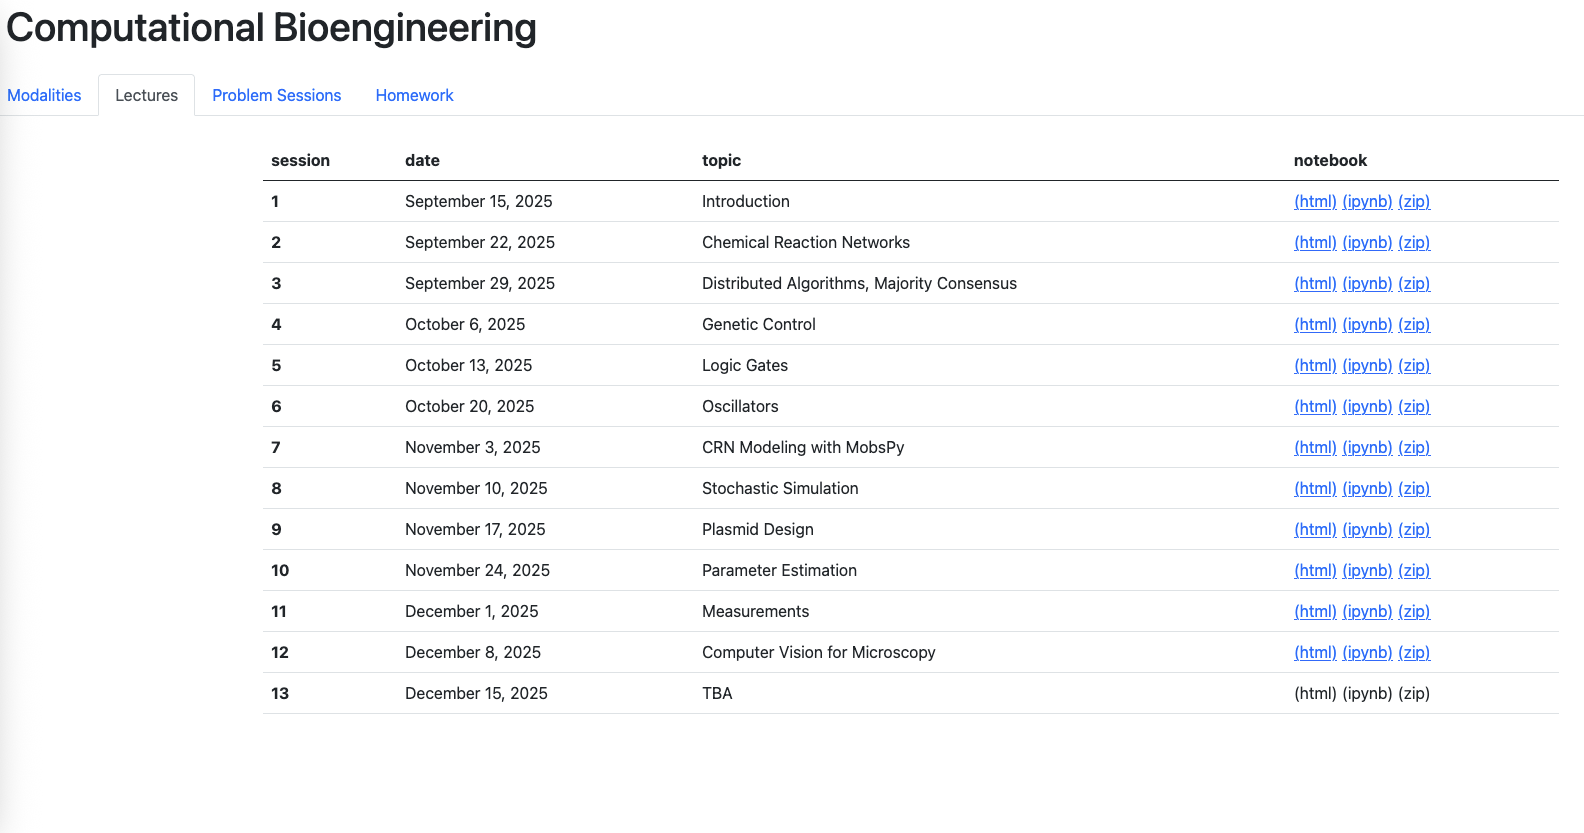 Computational Bioengineering
Modalities Lectures Problem Sessions Homework
session date topic notebook
1 September 15, 2025 Introduction (html) (ipynb) (zip)
2 September 22, 2025 Chemical Reaction Networks (html) (ipynb) (zip)
3 September 29, 2025 Distributed Algorithms, Majority Consensus (html) (ipynb) (zip)
4 October 6, 2025 Genetic Control (html) (ipynb) (zip)
5 October 13, 2025 Logic Gates (html) (ipynb) (zip)
6 October 20, 2025 Oscillators (html) (ipynb) (zip)
7 November 3, 2025 CRN Modeling with MobsPy (html) (ipynb) (zip)
8 November 10, 2025 Stochastic Simulation (html) (ipynb) (zip)
9 November 17, 2025 Plasmid Design (html) (ipynb) (zip)
10 November 24, 2025 Parameter Estimation (html) (ipynb) (zip)
11 December 1, 2025 Measurements (html) (ipynb) (zip)
12 December 8, 2025 Computer Vision for Microscopy (html) (ipynb) (zip)
13 December 15, 2025 TBA (html) (ipynb) (zip)